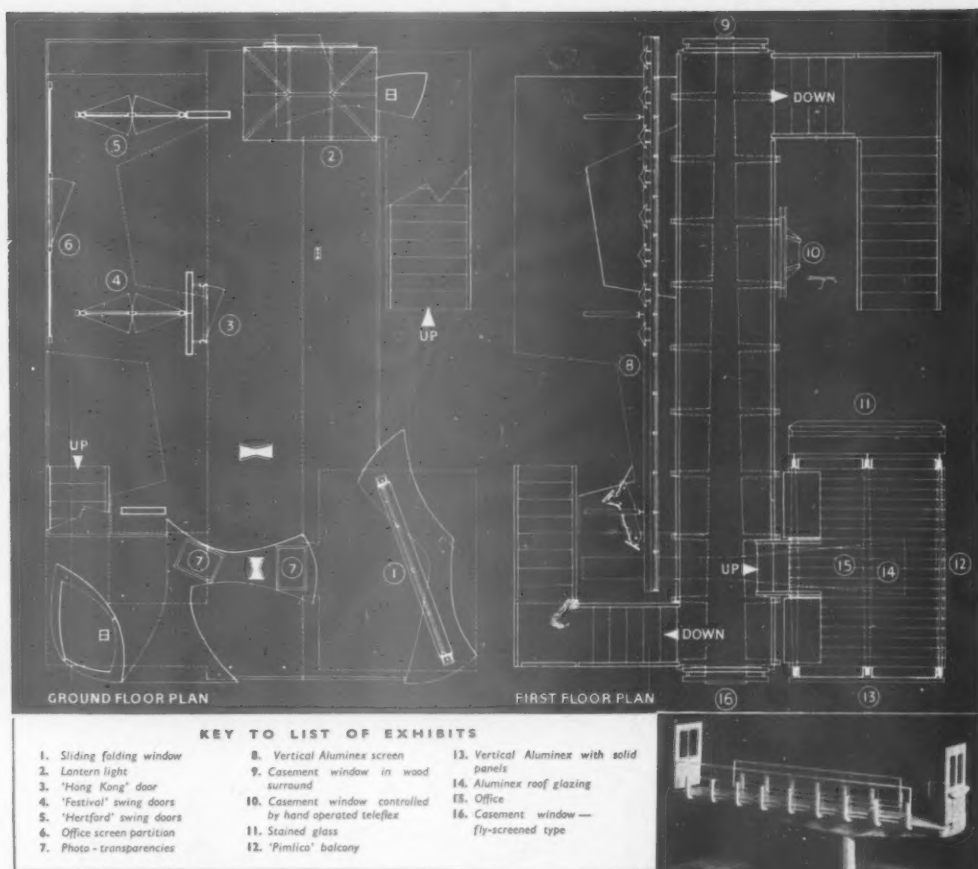 9
DOWN
2
5
6
4
3
10
UP
8
11
UP
1
7
7
UP
15
14
12
DOWN
GROUND FLOOR PLAN
FIRST FLOOR PLAN
16
13
KEY TO LIST OF EXHIBITS
1. Sliding folding window
2. Lantern light
3. 'Hong Kong' door
4. 'Festival' swing doors
5. 'Hertford' swing doors
6. Office screen partition
7. Photo - transparencies
8. Vertical Aluminex screen
9. Casement window in wood
surround
10. Casement window controlled
by hand operated teleflex
11. Stained glass
12. 'Pimlico' balcony
13. Vertical Aluminex with solid
panels
14. Aluminex roof glazing
15. Office
16. Casement window —
fly-screened type